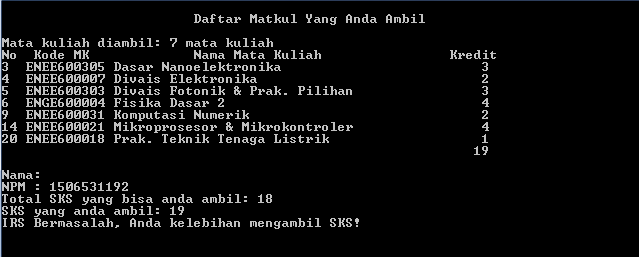 Daftar Matkul Yang Anda Ambil
Mata kuliah diambil: 7 mata kuliah
No Kode MK Nama Mata Kuliah Kredit
3 ENEE600305 Dasar Nanoelektronika 3
4 ENEE600007 Divais Elektronika 2
5 ENEE600303 Divais Fotonik & Prak. Pilihan 3
6 ENGE600004 Fisika Dasar 2 4
9 ENEE600031 Komputasi Numerik 2
14 ENEE600021 Mikroprosesor & Mikrokontroler 4
20 ENEE600018 Prak. Teknik Tenaga Listrik 1
19
Nama:
NPM : 1506531192
Total SKS yang bisa anda ambil: 18
SKS yang anda ambil: 19
IRS Bermasalah, Anda kelebihan mengambil SKS!